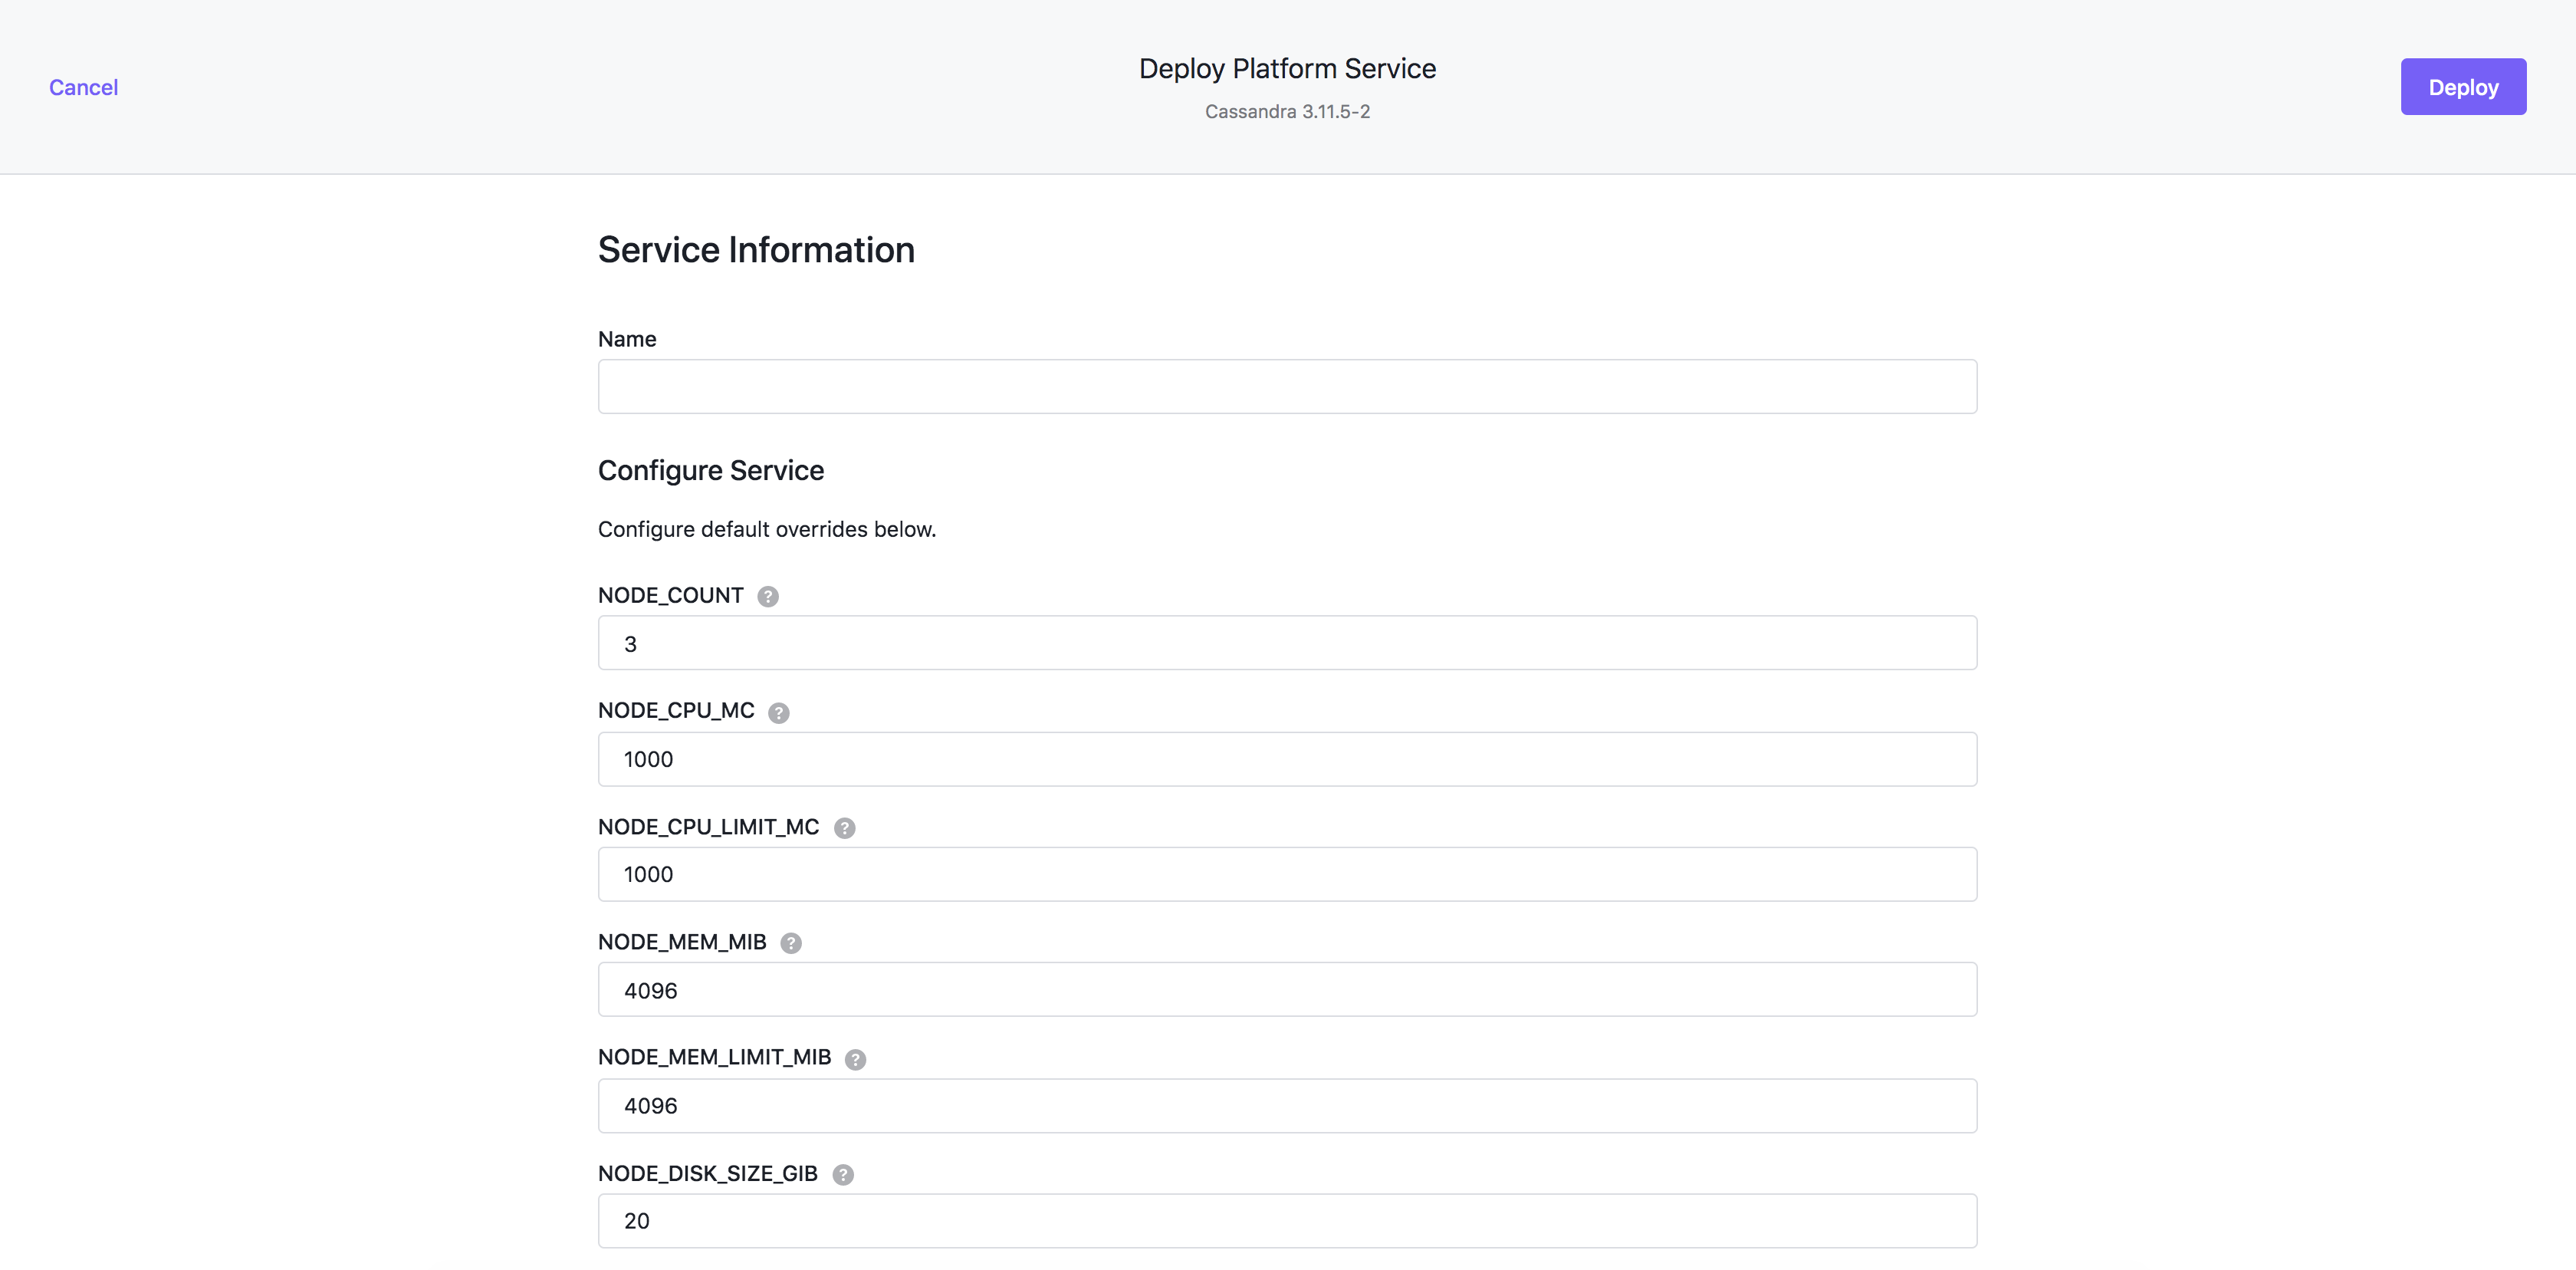 Cancel
Deploy Platform Service
Cassandra 3.11.5-2
Deploy
Service Information
Name
Configure Service
Configure default overrides below.
NODE_COUNT ?
3
NODE_CPU_MC ?
1000
NODE_CPU_LIMIT_MC ?
1000
NODE_MEM_MIB ?
4096
NODE_MEM_LIMIT_MIB ?
4096
NODE_DISK_SIZE_GIB ?
20